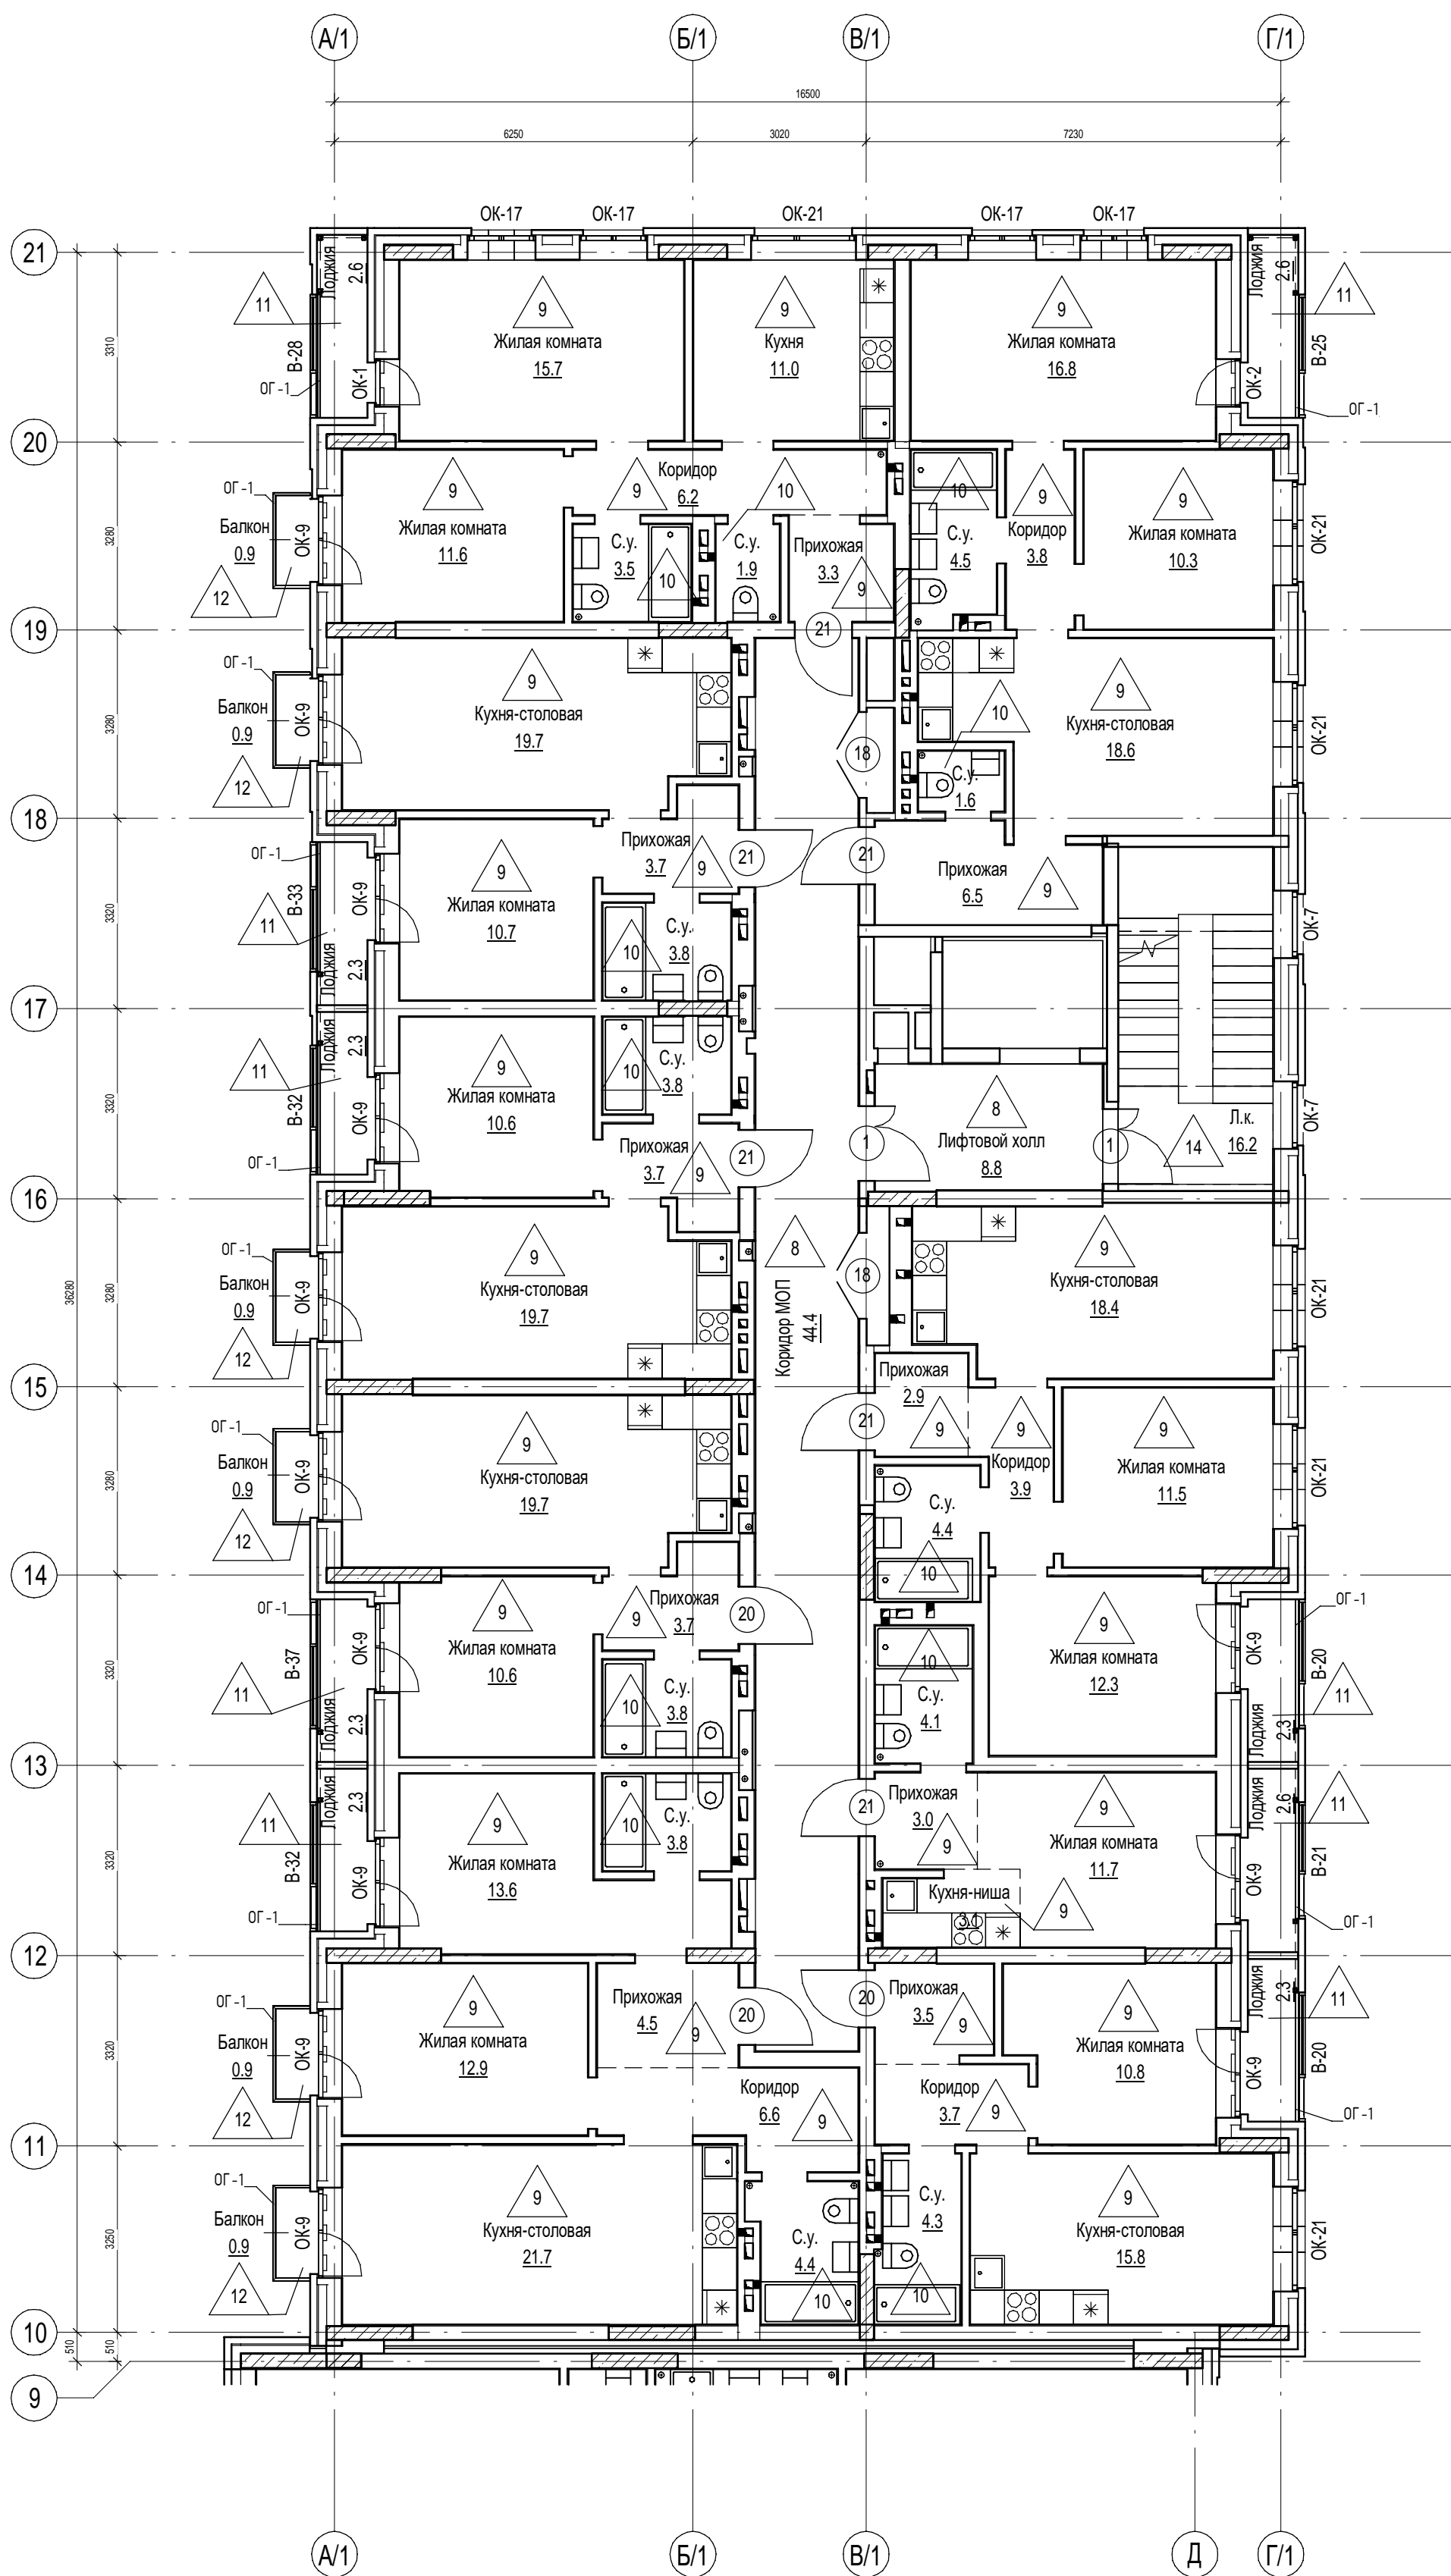 А/1
Б/1
В/1
Г/1
16500
6250
3020
7230
ОК-17
ОК-17
ОК-21
ОК-17
ОК-17
21
Лоджия
2.6
11
В-28
ОГ-1
ОК-1
9
Жилая комната
15.7
9
Кухня
11.0
9
Жилая комната
16.8
Лоджия
2.6
11
В-25
ОК-2
ОГ-1
3310
20
ОГ-1
Балкон
0.9
ОК-9
12
9
Жилая комната
11.6
9
Коридор
6.2
10
С.у.
3.5
10
С.у.
1.9
Прихожая
3.3
9
10
С.у.
4.5
9
Коридор
3.8
9
Жилая комната
10.3
ОК-21
3280
19
21
ОГ-1
Балкон
0.9
ОК-9
12
9
Кухня-столовая
19.7
18
10
С.у.
1.6
9
Кухня-столовая
18.6
ОК-21
3280
18
ОГ-1
В-33
11
Лоджия
2.3
ОК-9
9
Жилая комната
10.7
Прихожая
3.7
9
21
21
Прихожая
6.5
9
10
С.у.
3.8
ОК-7
3320
17
Лоджия
2.3
11
В-32
ОК-9
ОГ-1
9
Жилая комната
10.6
10
С.у.
3.8
Прихожая
3.7
9
21
1
8
Лифтовой холл
8.8
1
14
Л.к.
16.2
ОК-7
3320
16
ОГ-1
Балкон
0.9
ОК-9
12
9
Кухня-столовая
19.7
8
Коридор МОП
44.4
18
9
Кухня-столовая
18.4
ОК-21
36280
3280
15
ОГ-1
Балкон
0.9
ОК-9
12
9
Кухня-столовая
19.7
Прихожая
2.9
21
9
9
Коридор
3.9
9
Жилая комната
11.5
ОК-21
С.у.
4.4
10
3280
14
ОГ-1
В-37
11
Лоджия
2.3
ОК-9
9
Жилая комната
10.6
9
Прихожая
3.7
20
10
С.у.
3.8
10
С.у.
4.1
9
Жилая комната
12.3
ОК-9
ОГ-1
В-20
11
Лоджия
2.3
3320
13
Лоджия
2.3
11
В-32
ОК-9
ОГ-1
9
Жилая комната
13.6
10
С.у.
3.8
21
Прихожая
3.0
9
9
Жилая комната
11.7
Кухня-ниша
3.1
9
Лоджия
2.6
11
В-21
ОК-9
ОГ-1
3320
12
ОГ-1
Балкон
0.9
ОК-9
12
9
Жилая комната
12.9
Прихожая
4.5
9
20
20
Прихожая
3.5
9
9
Жилая комната
10.8
Лоджия
2.3
11
В-20
ОК-9
ОГ-1
Коридор
6.6
9
Коридор
3.7
9
3320
11
ОГ-1
Балкон
0.9
ОК-9
12
9
Кухня-столовая
21.7
С.у.
4.4
10
С.у.
4.3
10
9
Кухня-столовая
15.8
ОК-21
3250
10
510
510
9
А/1
Б/1
В/1
Д
Г/1